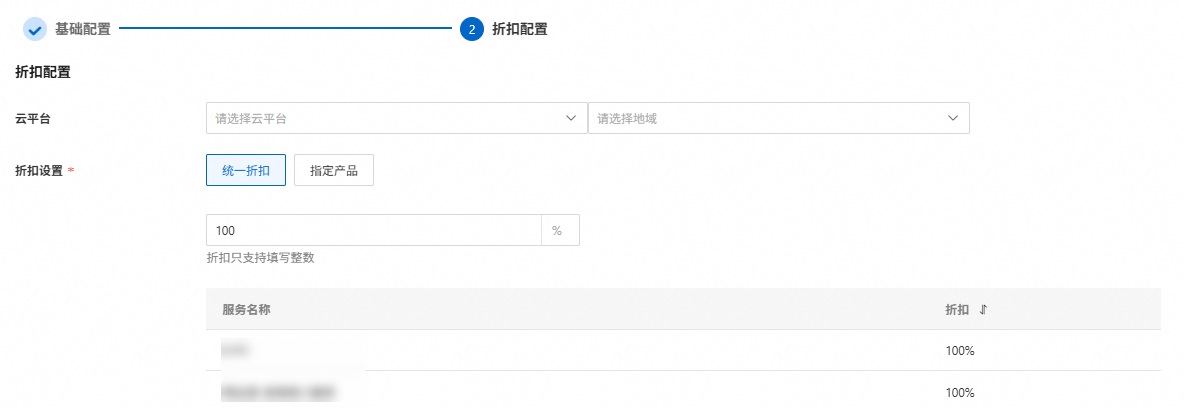 基础配置
2 折扣配置
折扣配置
云平台 请选择云平台 请选择地域
折扣设置 * 统一折扣 指定产品
100 %
折扣只支持填写整数
服务名称 折扣
100%
100%